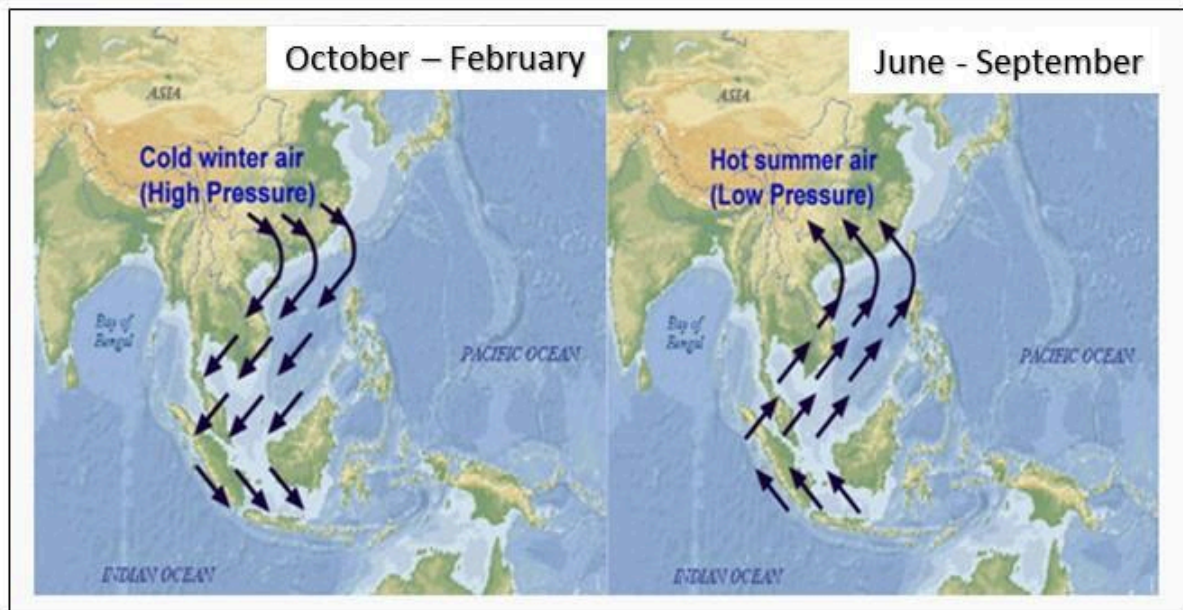 October – February
ASIA
Cold winter air
(High Pressure)
Bay of
Bengal
PACIFIC OCEAN
INDIAN OCEAN
June - September
ASIA
Hot summer air
(Low Pressure)
Bay of
Bengal
PACIFIC OCEAN
INDIAN OCEAN